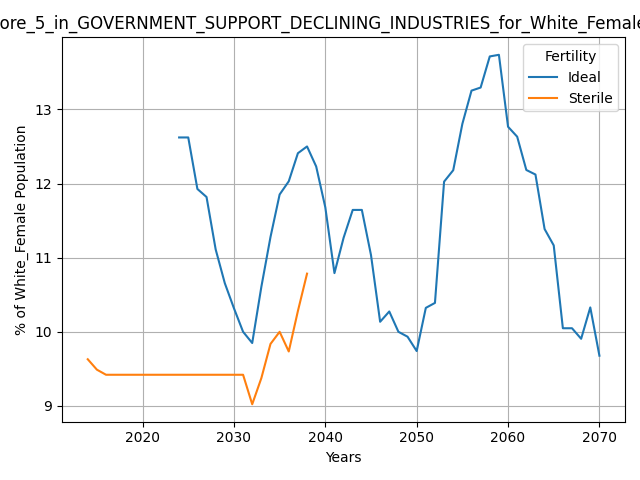 ore_5_in_GOVERNMENT_SUPPORT_DECLINING_INDUSTRIES_for_White_Female
Fertility
Ideal
Sterile
% of White_Female Population
13
12
11
10
9
2020 2030 2040 2050 2060 2070
Years